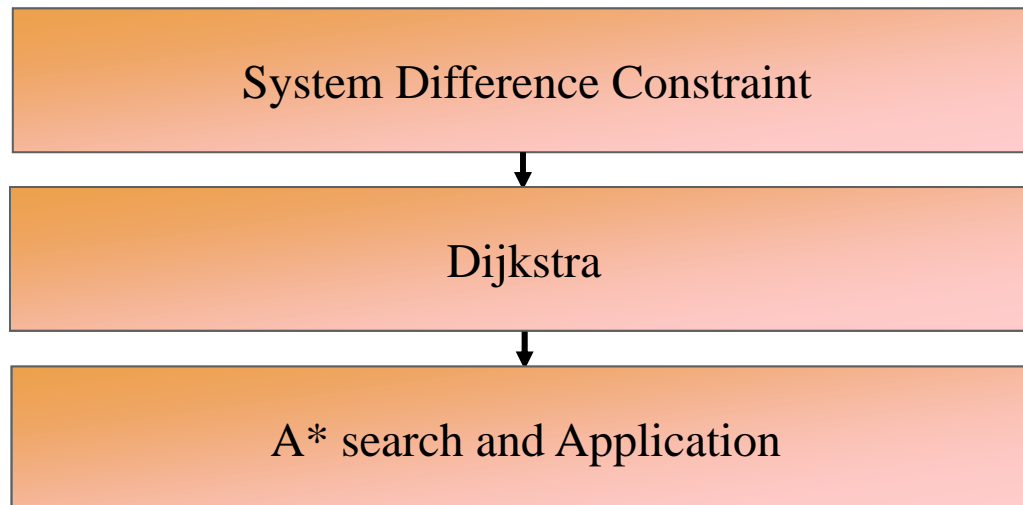 System Difference Constraint
Dijkstra
A* search and Application